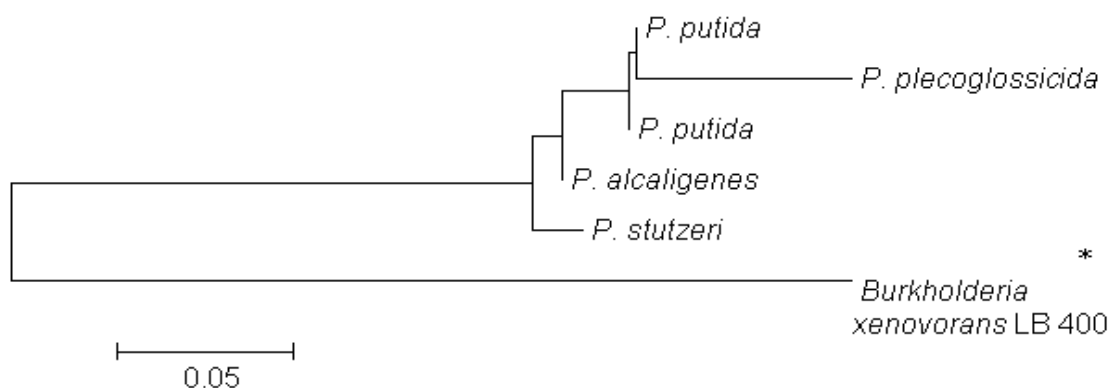 P. putida
P. plecoglossicida
P. putida
P. alcaligenes
P. stutzeri
*
Burkholderia
xenovorans LB 400
0.05